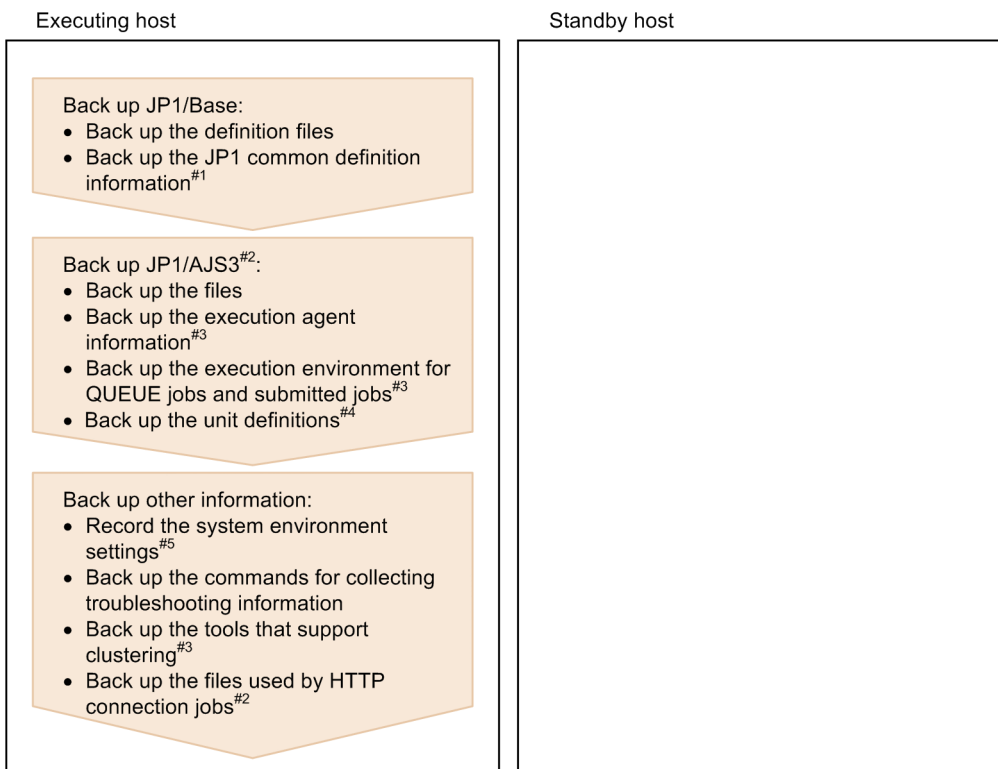 Executing host
Standby host
Back up JP1/Base:
• Back up the definition files
• Back up the JP1 common definition
information#1
Back up JP1/AJS3#2:
• Back up the files
• Back up the execution agent
information#3
• Back up the execution environment for
QUEUE jobs and submitted jobs#3
• Back up the unit definitions#4
Back up other information:
• Record the system environment
settings#5
• Back up the commands for collecting
troubleshooting information
• Back up the tools that support
clustering#3
• Back up the files used by HTTP
connection jobs#2